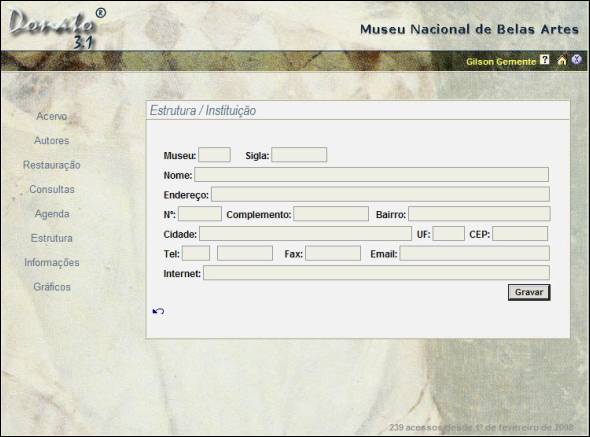 Donato ®
3.1
Museu Nacional de Belas Artes
Gilson Gemente ? X
Acervo
Autores
Restauração
Consultas
Agenda
Estrutura
Informações
Gráficos
Estrutura / Instituição
Museu: Sigla:
Nome:
Endereço:
Nº: Complemento: Bairro:
Cidade: UF: CEP:
Tel: Fax: Email:
Internet:
Gravar
239 acessos desde 1º de fevereiro de 2008